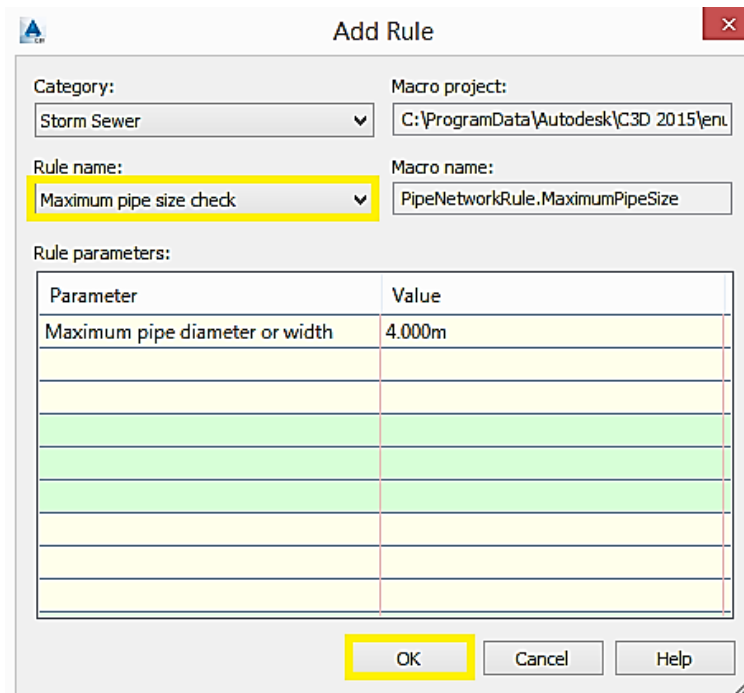 Add Rule
Category:
Macro project:
Storm Sewer
C:\ProgramData\Autodesk\C3D 2015\enu
Rule name:
Macro name:
Maximum pipe size check
PipeNetworkRule.MaximumPipeSize
Rule parameters:
Parameter Value
Maximum pipe diameter or width 4.000m
OK Cancel Help